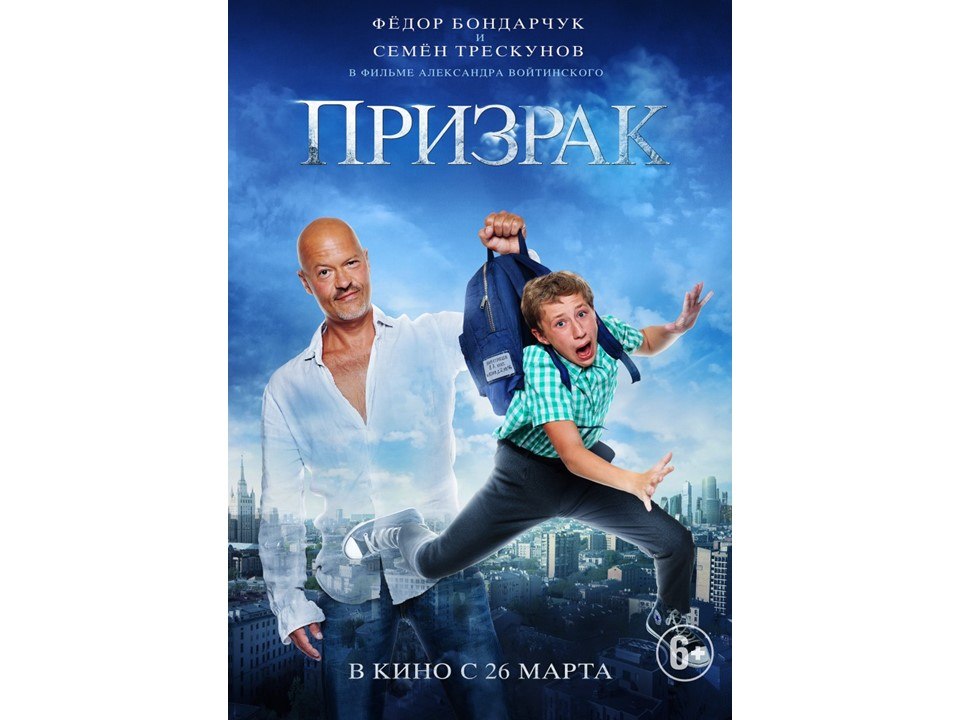 ФЁДОР БОНДАРЧУК
И
СЕМЁН ТРЕСКУНОВ
В ФИЛЬМЕ АЛЕКСАНДРА ВОЙТИНСКОГО
ПРИЗРАК
В КИНО С 26 МАРТА
6+